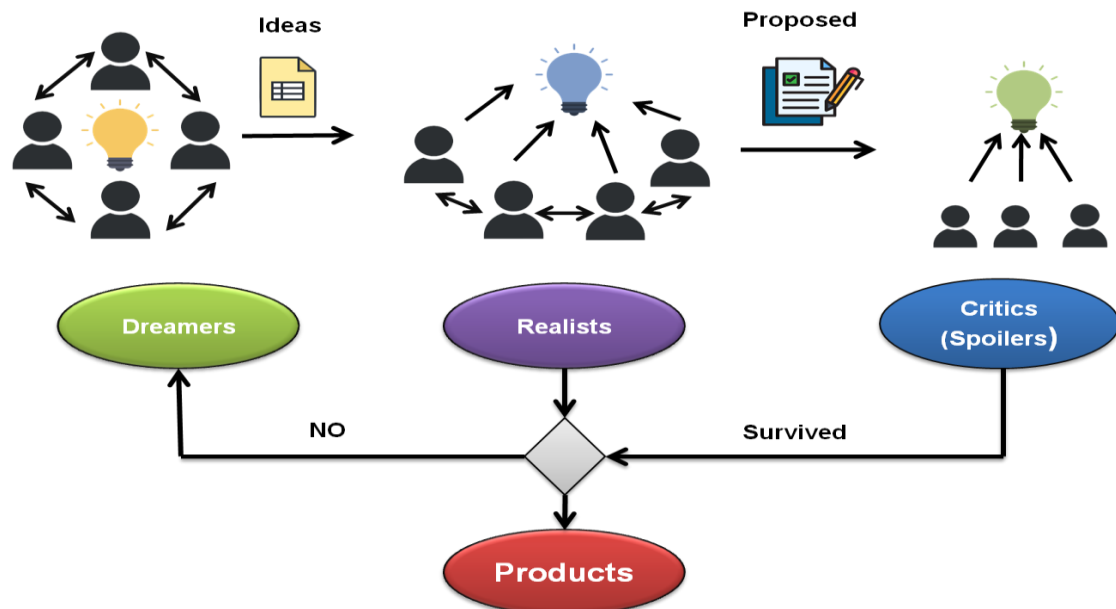 Ideas
Proposed
Dreamers
Realists
Critics
(Spoilers)
NO
Survived
Products